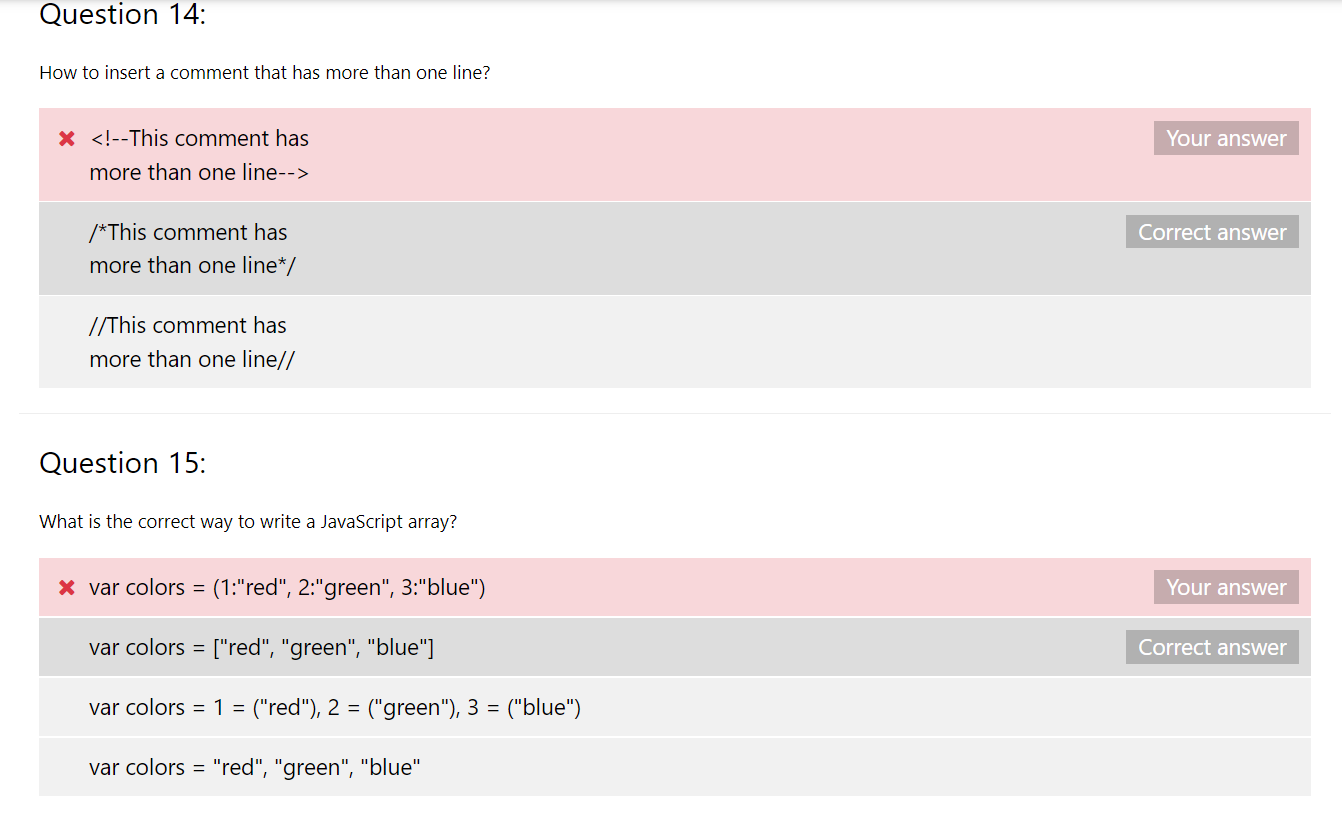 Question 14:
How to insert a comment that has more than one line?
<!--This comment has
more than one line-->
Your answer
/*This comment has
more than one line*/
Correct answer
//This comment has
more than one line//
Question 15:
What is the correct way to write a JavaScript array?
var colors = (1:"red", 2:"green", 3:"blue")
Your answer
var colors = ["red", "green", "blue"]
Correct answer
var colors = 1 = ("red"), 2 = ("green"), 3 = ("blue")
var colors = "red", "green", "blue"